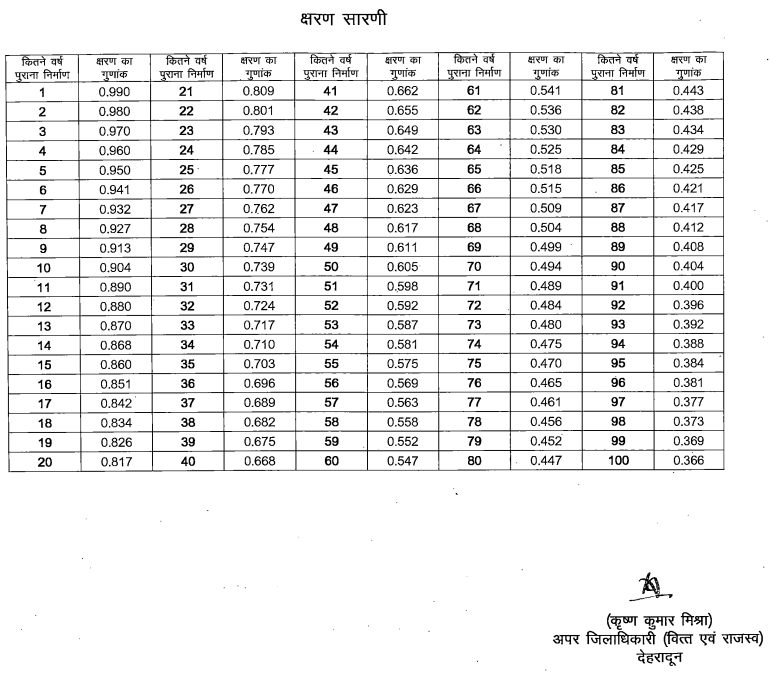 क्षरण सारणी
कितने वर्ष पुराना निर्माण | क्षरण का गुणांक | कितने वर्ष पुराना निर्माण | क्षरण का गुणांक | कितने वर्ष पुराना निर्माण | क्षरण का गुणांक | कितने वर्ष पुराना निर्माण | क्षरण का गुणांक | कितने वर्ष पुराना निर्माण | क्षरण का गुणांक
1 0.990 21 0.809 41 0.662 61 0.541 81 0.443
2 0.980 22 0.801 42 0.655 62 0.536 82 0.438
3 0.970 23 0.793 43 0.649 63 0.530 83 0.434
4 0.960 24 0.785 44 0.642 64 0.525 84 0.429
5 0.950 25 0.777 45 0.636 65 0.518 85 0.425
6 0.941 26 0.770 46 0.629 66 0.515 86 0.421
7 0.932 27 0.762 47 0.623 67 0.509 87 0.417
8 0.927 28 0.754 48 0.617 68 0.504 88 0.412
9 0.913 29 0.747 49 0.611 69 0.499 89 0.408
10 0.904 30 0.739 50 0.605 70 0.494 90 0.404
11 0.890 31 0.731 51 0.598 71 0.489 91 0.400
12 0.880 32 0.724 52 0.592 72 0.484 92 0.396
13 0.870 33 0.717 53 0.587 73 0.480 93 0.392
14 0.868 34 0.710 54 0.581 74 0.475 94 0.388
15 0.860 35 0.703 55 0.575 75 0.470 95 0.384
16 0.851 36 0.696 56 0.569 76 0.465 96 0.381
17 0.842 37 0.689 57 0.563 77 0.461 97 0.377
18 0.834 38 0.682 58 0.558 78 0.456 98 0.373
19 0.826 39 0.675 59 0.552 79 0.452 99 0.369
20 0.817 40 0.668 60 0.547 80 0.447 100 0.366
(कृष्ण कुमार मिश्रा)
अपर जिलाधिकारी (वित्त एवं राजस्व)
देहरादून